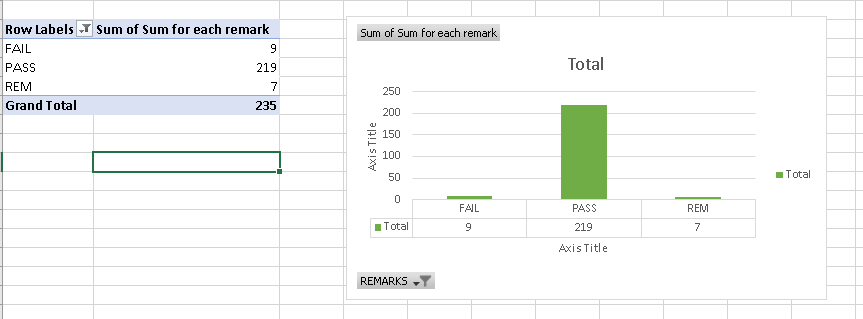 Row Labels Sum of Sum for each remark
FAIL 9
PASS 219
REM 7
Grand Total 235
Sum of Sum for each remark
Total
250
200
150
100
50
0
Axis Title
FAIL PASS REM
Total 9 219 7
Axis Title
Total
REMARKS